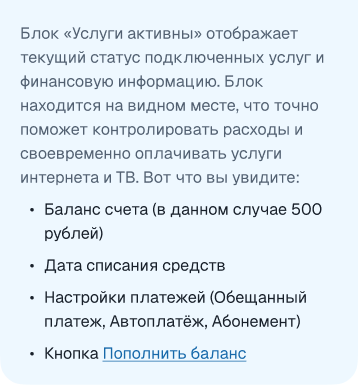 Блок «Услуги активны» отображает
текущий статус подключенных услуг и
финансовую информацию. Блок
находится на видном месте, что точно
поможет контролировать расходы и
своевременно оплачивать услуги
интернета и ТВ. Вот что вы увидите:
• Баланс счета (в данном случае 500
рублей)
• Дата списания средств
• Настройки платежей (Обещанный
платеж, Автоплатёж, Абонемент)
• Кнопка Пополнить баланс